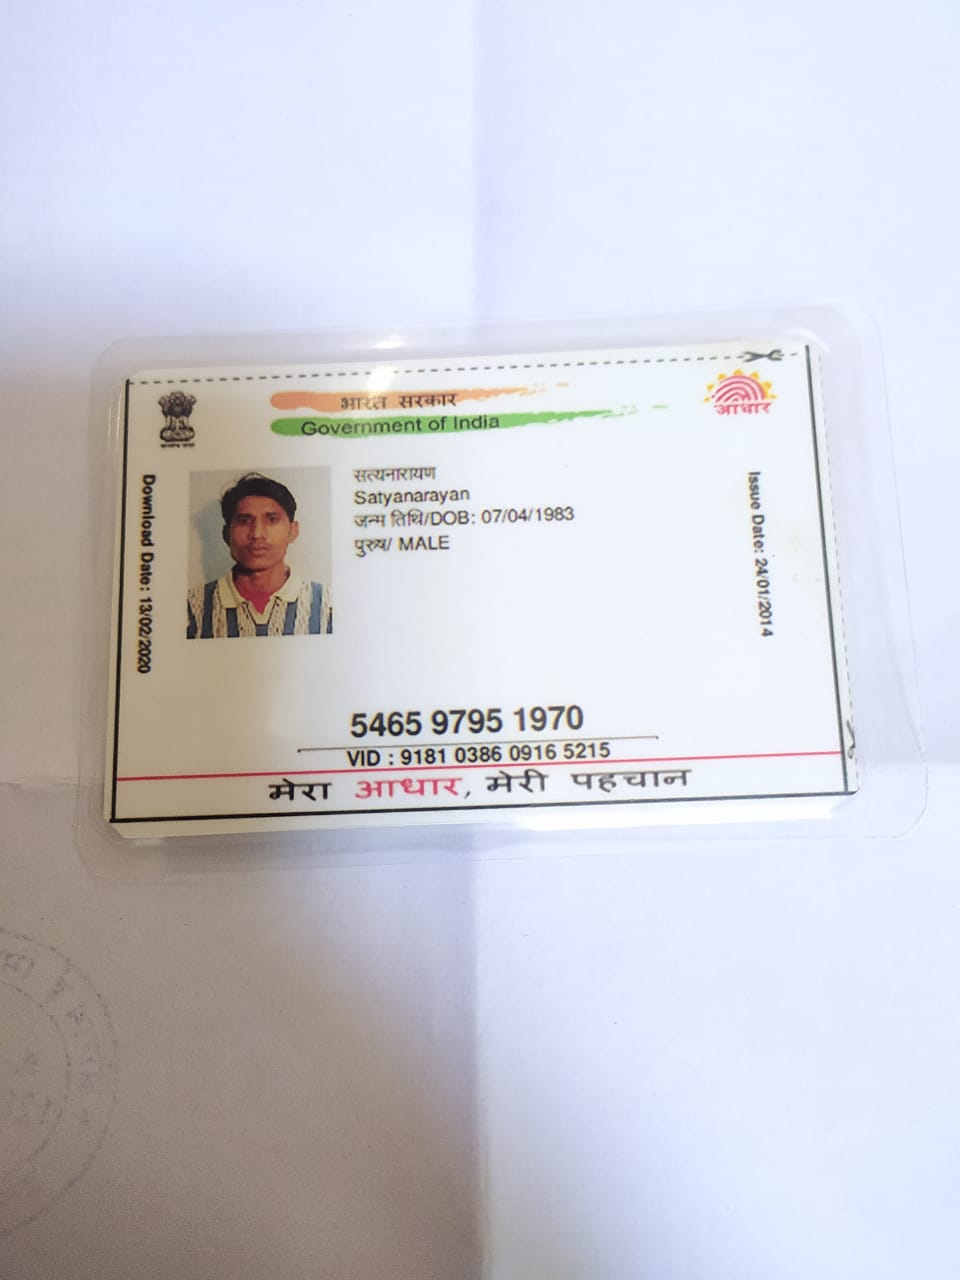 भारत सरकार
Government of India
आधार
Download Date: 13/02/2020
सत्यनारायण
Satyanarayan
जन्म तिथि/DOB: 07/04/1983
पुरुष/ MALE
Issue Date: 24/01/2014
5465 9795 1970
VID : 9181 0386 0916 5215
मेरा आधार, मेरी पहचान